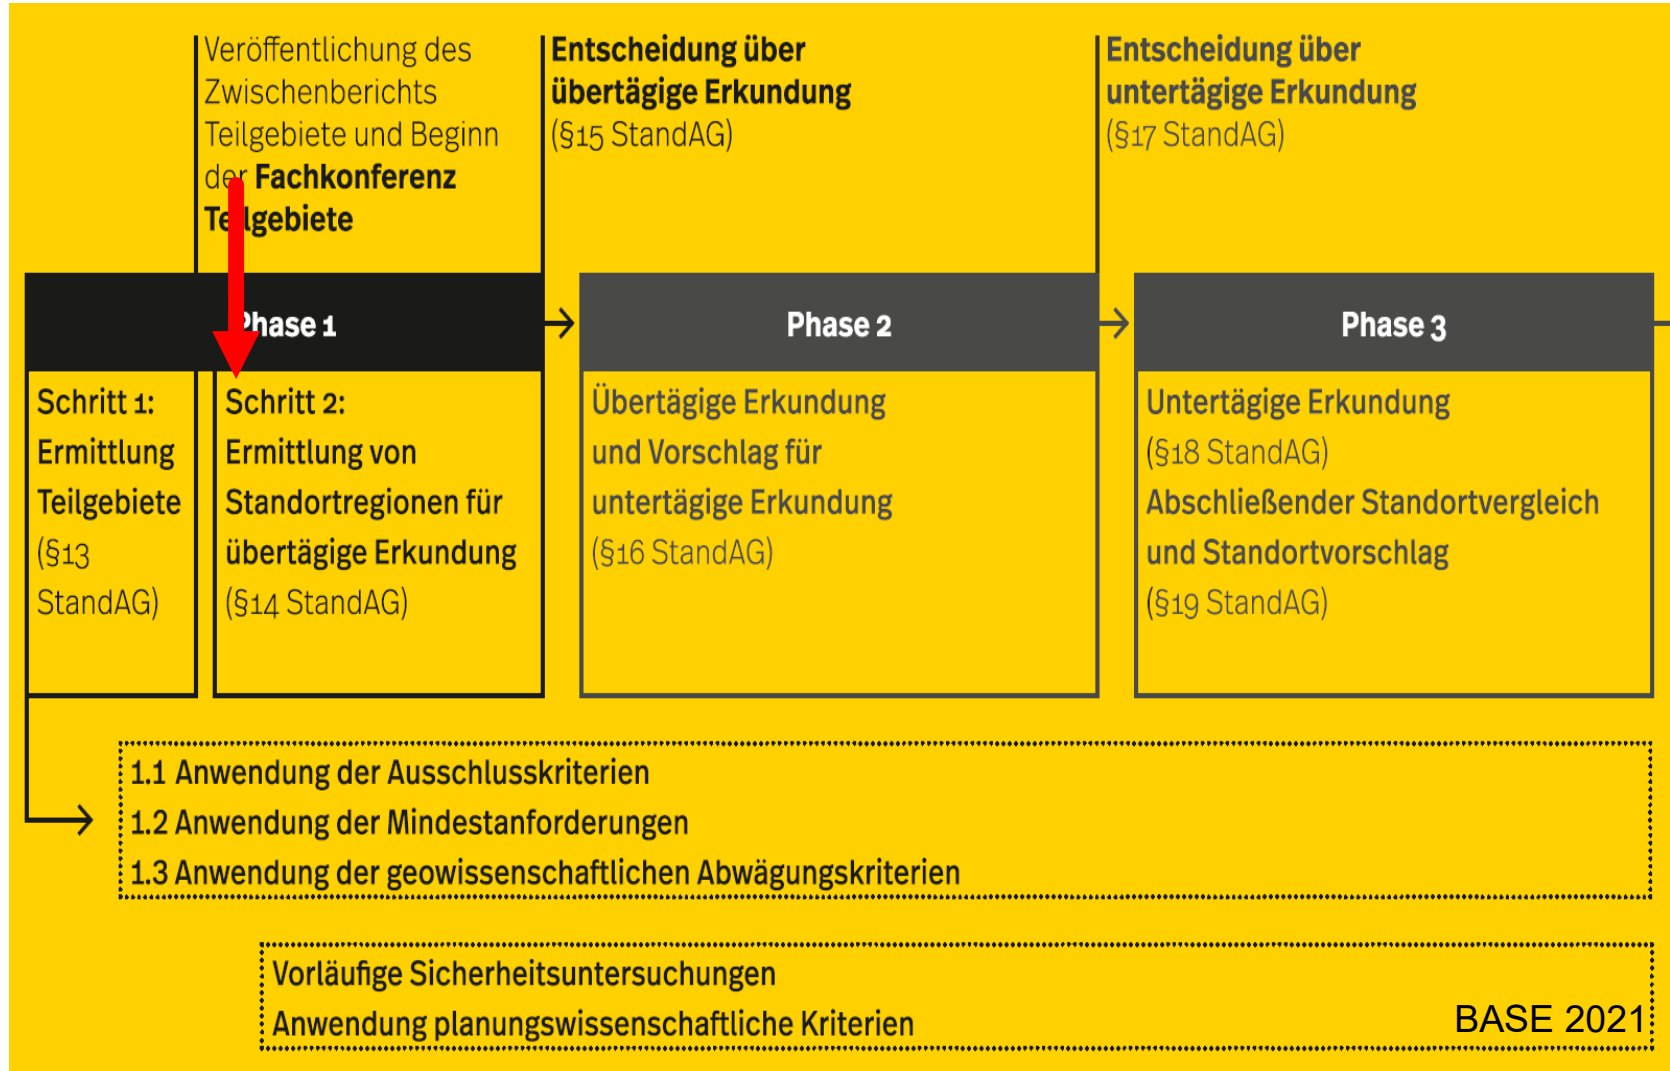 Veröffentlichung des
Zwischenberichts
Teilgebiete und Beginn
der Fachkonferenz
Teilgebiete
Entscheidung über
übertägige Erkundung
(§15 StandAG)
Entscheidung über
untertägige Erkundung
(§17 StandAG)
Phase 1
Phase 2
Phase 3
Schritt 1:
Ermittlung
Teilgebiete
(§13
StandAG)
Schritt 2:
Ermittlung von
Standortregionen für
übertägige Erkundung
(§14 StandAG)
Übertägige Erkundung
und Vorschlag für
untertägige Erkundung
(§16 StandAG)
Untertägige Erkundung
(§18 StandAG)
Abschließender Standortvergleich
und Standortvorschlag
(§19 StandAG)
1.1 Anwendung der Ausschlusskriterien
1.2 Anwendung der Mindestanforderungen
1.3 Anwendung der geowissenschaftlichen Abwägungskriterien
Vorläufige Sicherheitsuntersuchungen
Anwendung planungswissenschaftliche Kriterien
BASE 2021